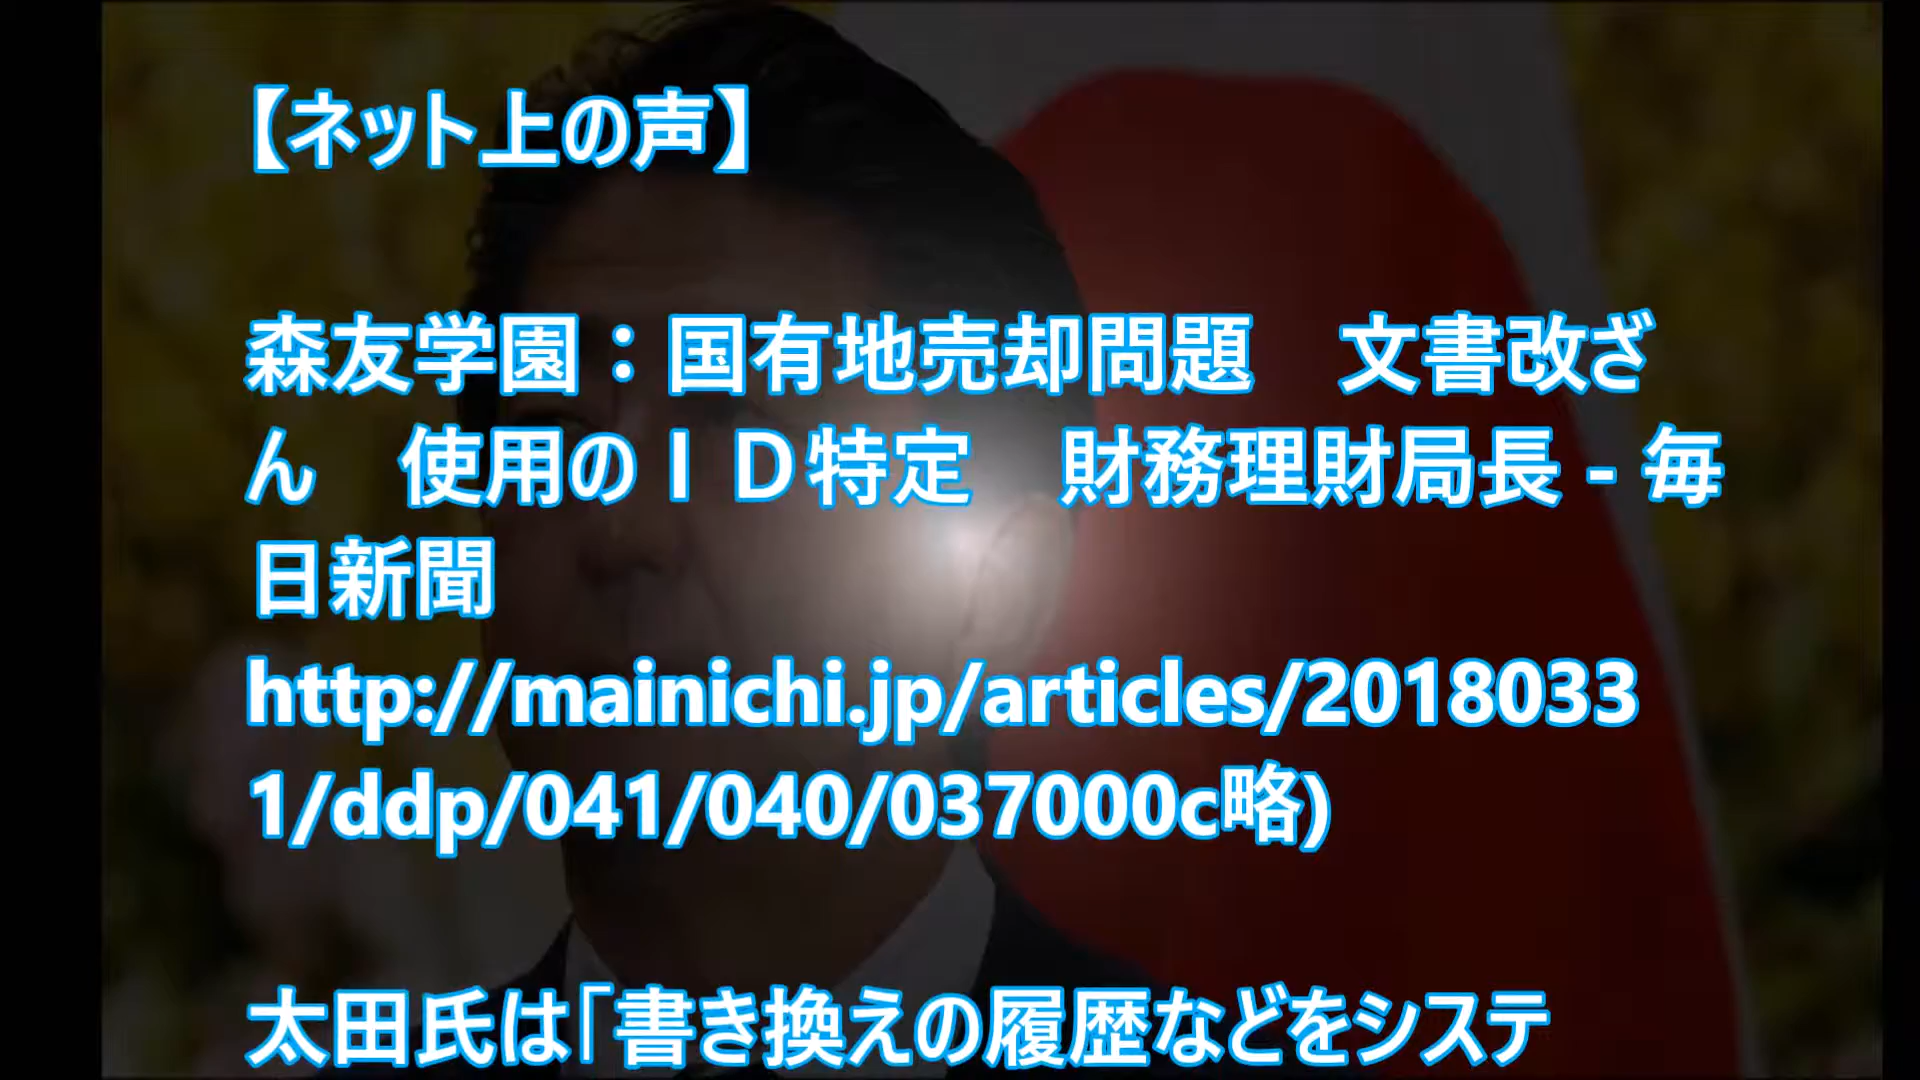 【ネット上の声】
森友学園：国有地売却問題　文書改ざ
ん　使用のＩＤ特定　財務理財局長 - 毎
日新聞
http://mainichi.jp/articles/2018033
1/ddp/041/040/037000c略)
太田氏は「書き換えの履歴などをシステ